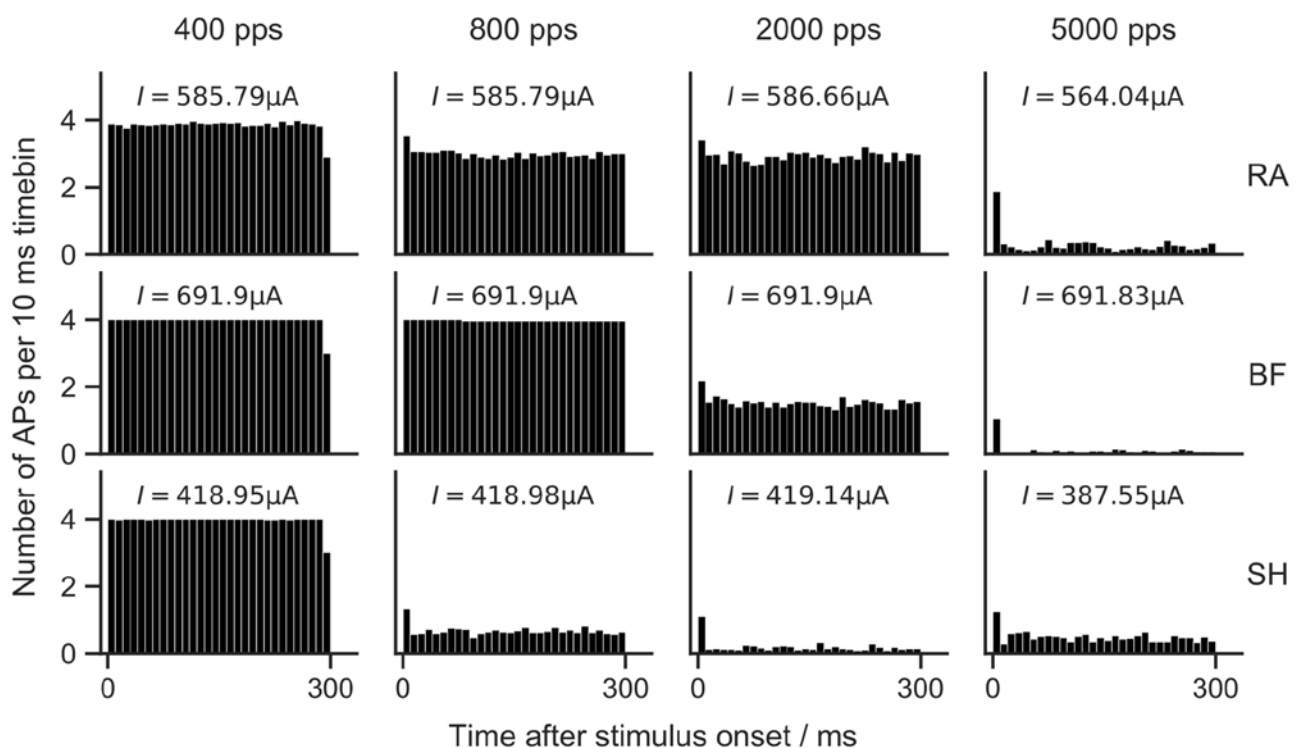 400 pps 800 pps 2000 pps 5000 pps
Number of APs per 10 ms timebin
I = 585.79μA I = 585.79μA I = 586.66μA I = 564.04μA
4
2
0
RA
I = 691.9μA I = 691.9μA I = 691.9μA I = 691.83μA
4
2
0
BF
I = 418.95μA I = 418.98μA I = 419.14μA I = 387.55μA
4
2
0
SH
0 300 0 300 0 300 0 300
Time after stimulus onset / ms